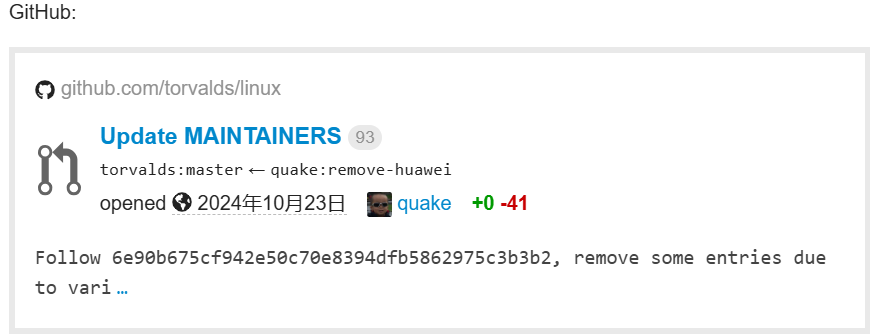 GitHub:
github.com/torvalds/linux
Update MAINTAINERS 93
torvalds:master ← quake:remove-huawei
opened 2024年10月23日 quake +0 -41
Follow 6e90b675cf942e50c70e8394dfb5862975c3b3b2, remove some entries due
to vari …